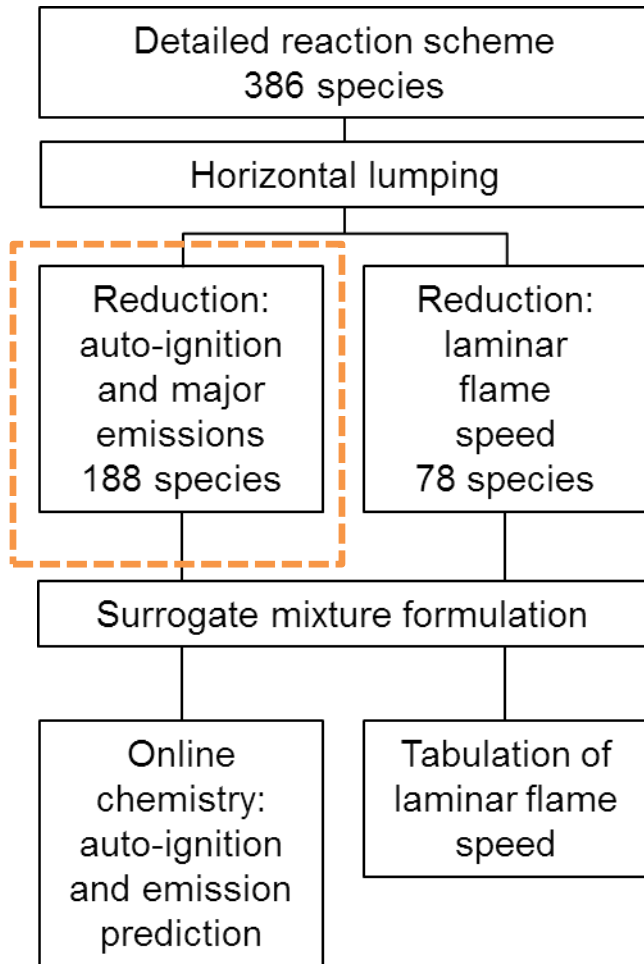 Detailed reaction scheme
386 species
Horizontal lumping
Reduction:
auto-ignition
and major
emissions
188 species
Reduction:
laminar
flame
speed
78 species
Surrogate mixture formulation
Online
chemistry:
auto-ignition
and emission
prediction
Tabulation of
laminar flame
speed